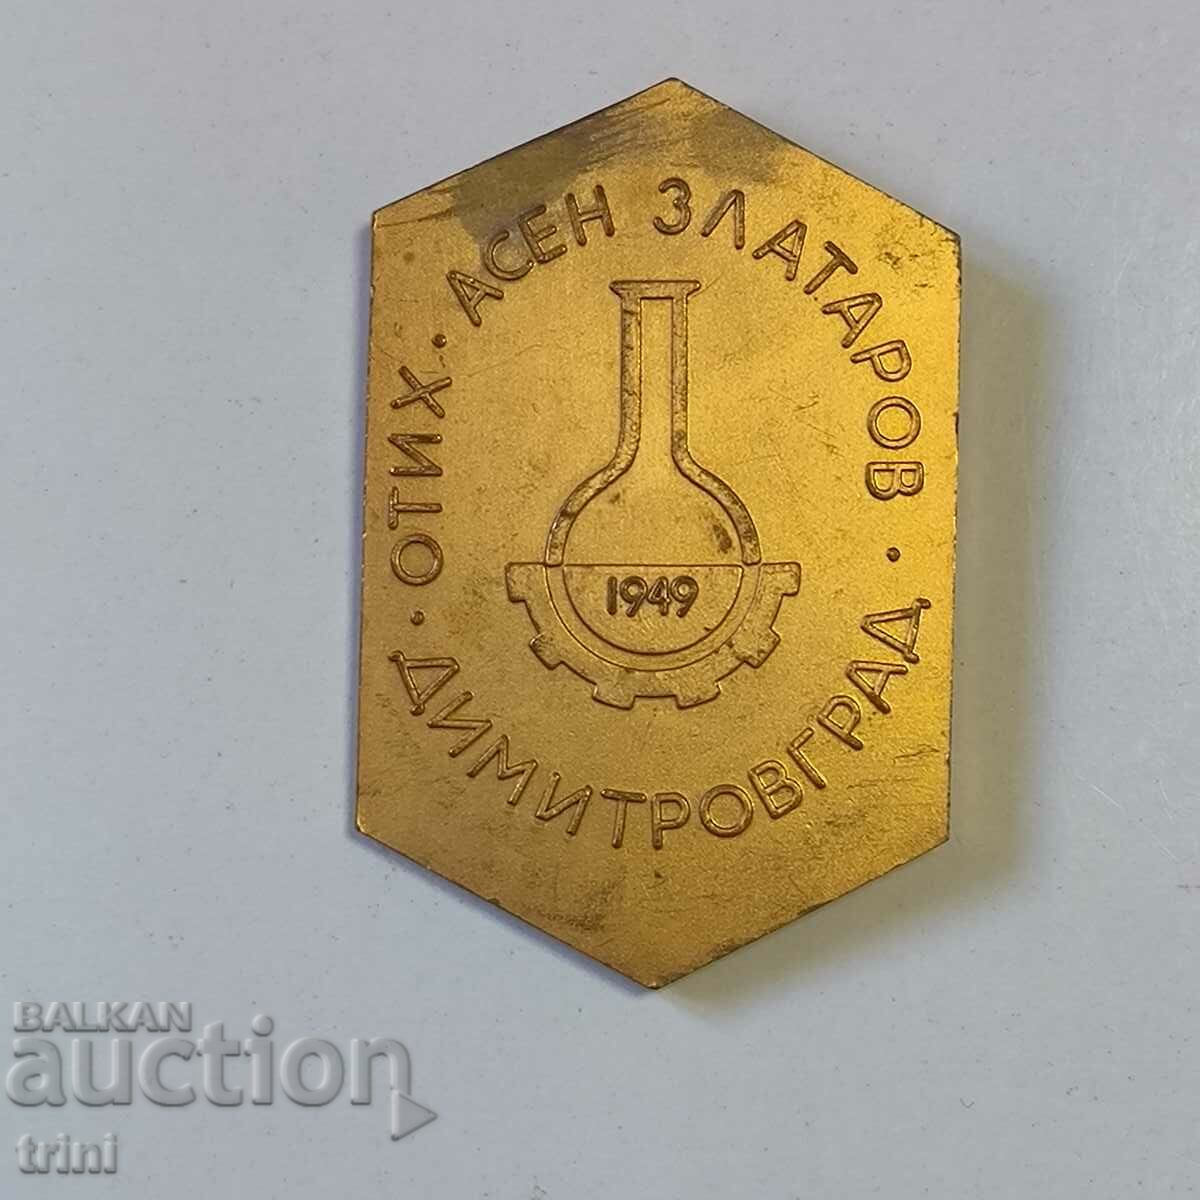 · ОТИХ · АСЕН ЗЛАТАРОВ ·
ДИМИТРОВГРАД
1949
BALKAN
auction
trini